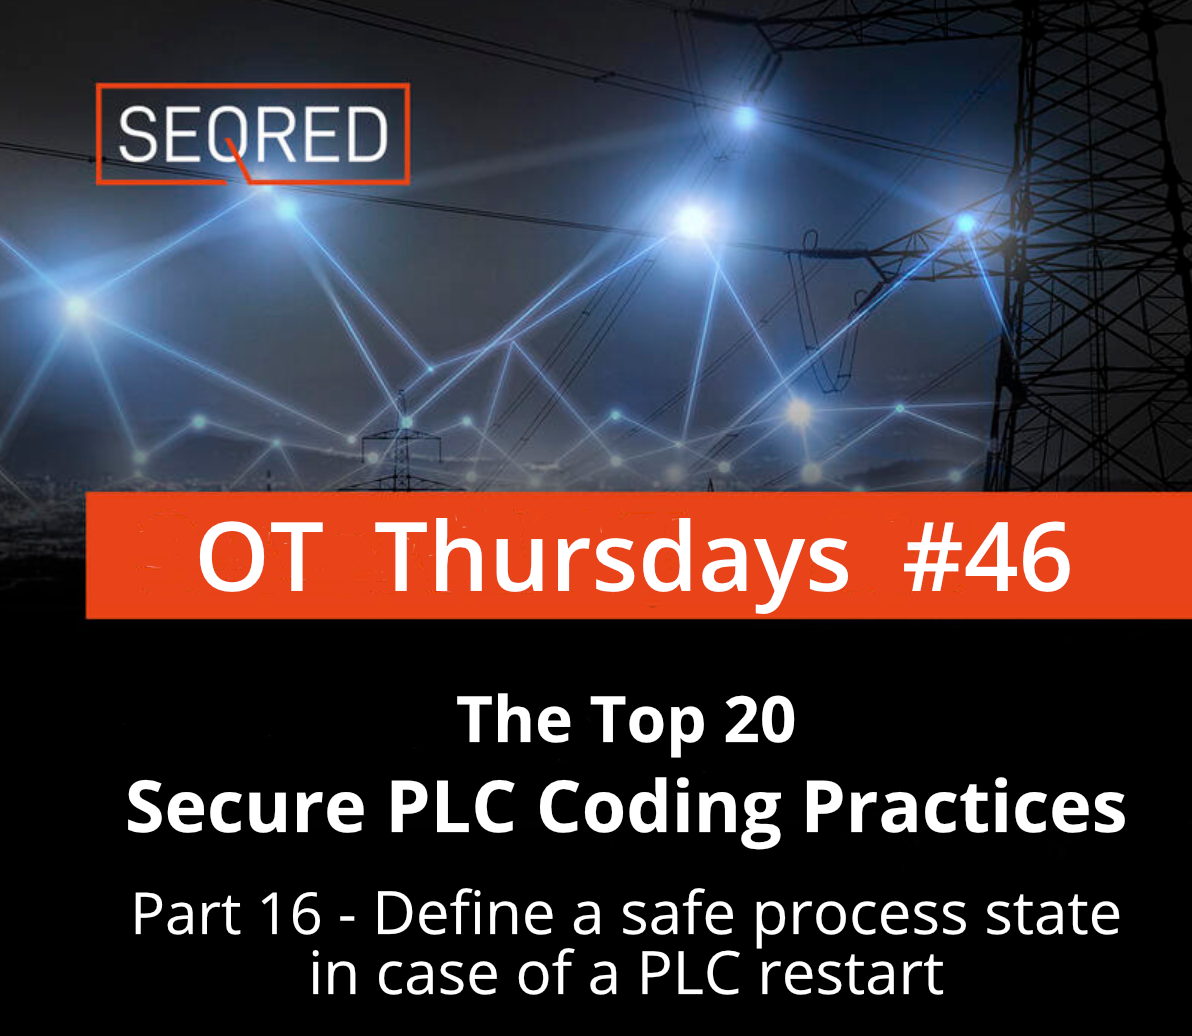 SEQRED
OT Thursdays #46
The Top 20
Secure PLC Coding Practices
Part 16 - Define a safe process state
in case of a PLC restart